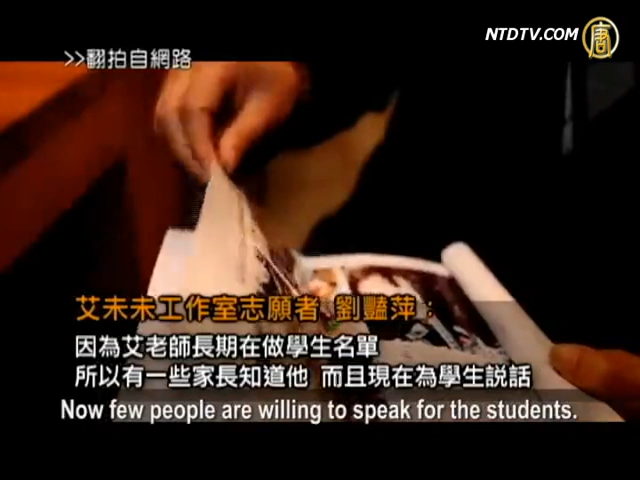 NTDTV.COM
唐
>>翻拍自網路
艾未未工作室志願者 劉豔萍：
因為艾老師長期在做學生名單
所以有一些家長知道他 而且現在為學生説話
Now few people are willing to speak for the students.